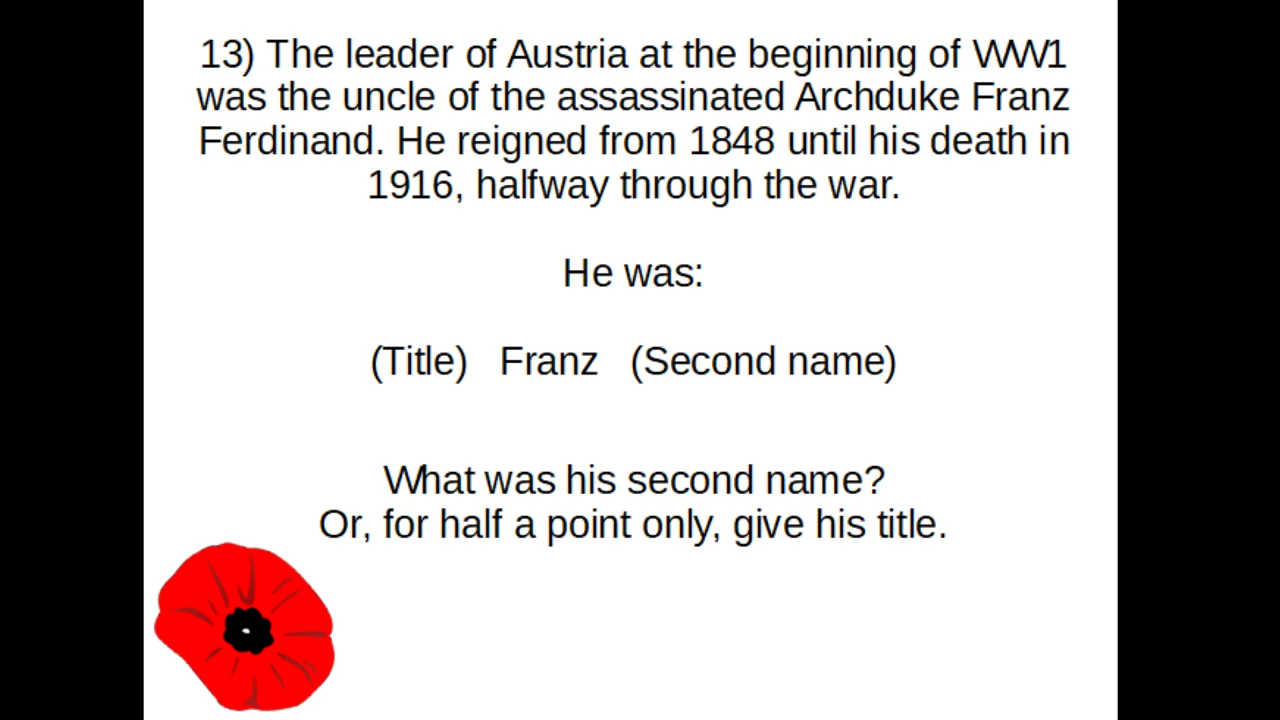 13) The leader of Austria at the beginning of WW1
was the uncle of the assassinated Archduke Franz
Ferdinand. He reigned from 1848 until his death in
1916, halfway through the war.
He was:
(Title) Franz (Second name)
What was his second name?
Or, for half a point only, give his title.